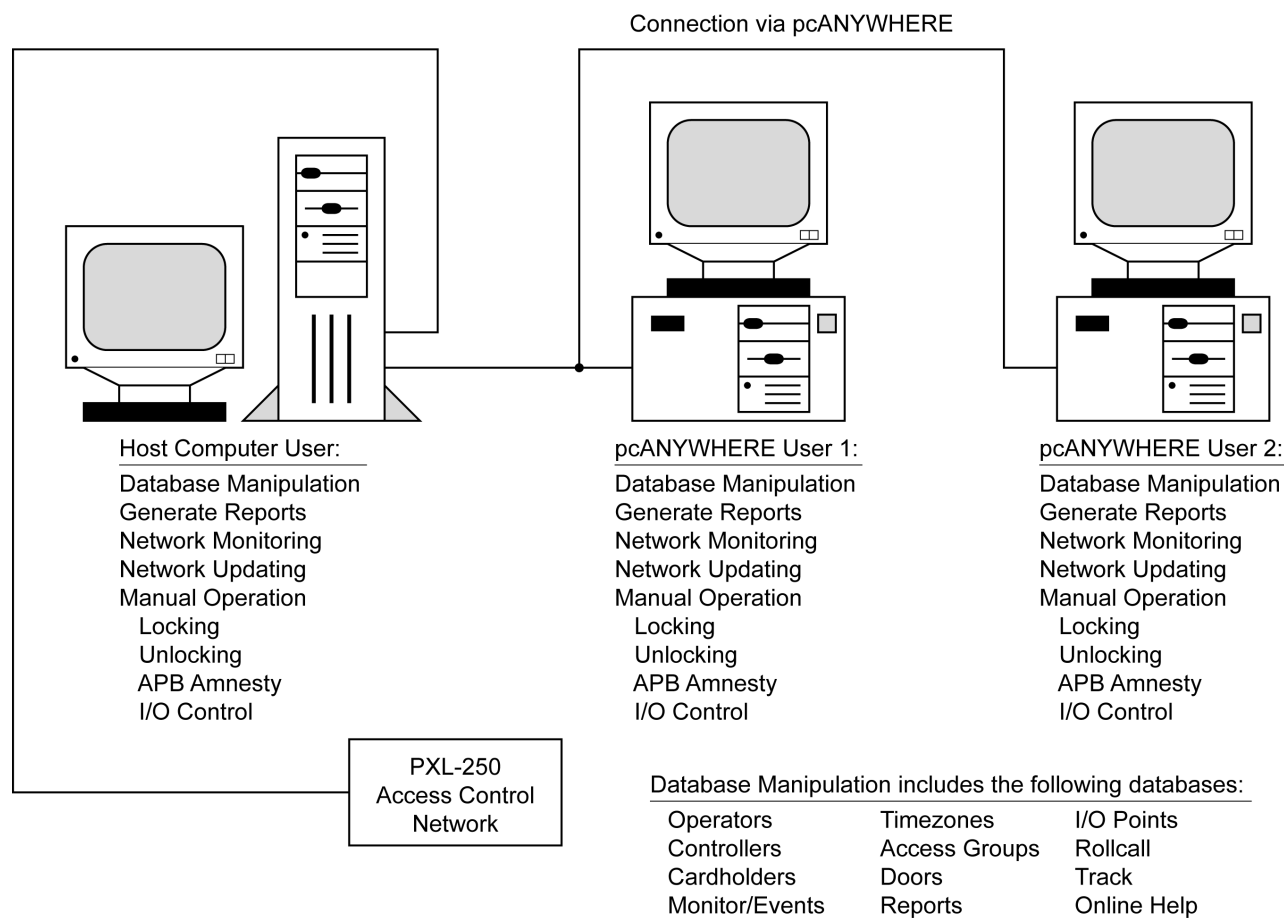 Connection via pcANYWHERE
Host Computer User:
Database Manipulation
Generate Reports
Network Monitoring
Network Updating
Manual Operation
Locking
Unlocking
APB Amnesty
I/O Control
pcANYWHERE User 1:
Database Manipulation
Generate Reports
Network Monitoring
Network Updating
Manual Operation
Locking
Unlocking
APB Amnesty
I/O Control
pcANYWHERE User 2:
Database Manipulation
Generate Reports
Network Monitoring
Network Updating
Manual Operation
Locking
Unlocking
APB Amnesty
I/O Control
PXL-250
Access Control
Network
Database Manipulation includes the following databases:
Operators
Controllers
Cardholders
Monitor/Events
Timezones
Access Groups
Doors
Reports
I/O Points
Rollcall
Track
Online Help